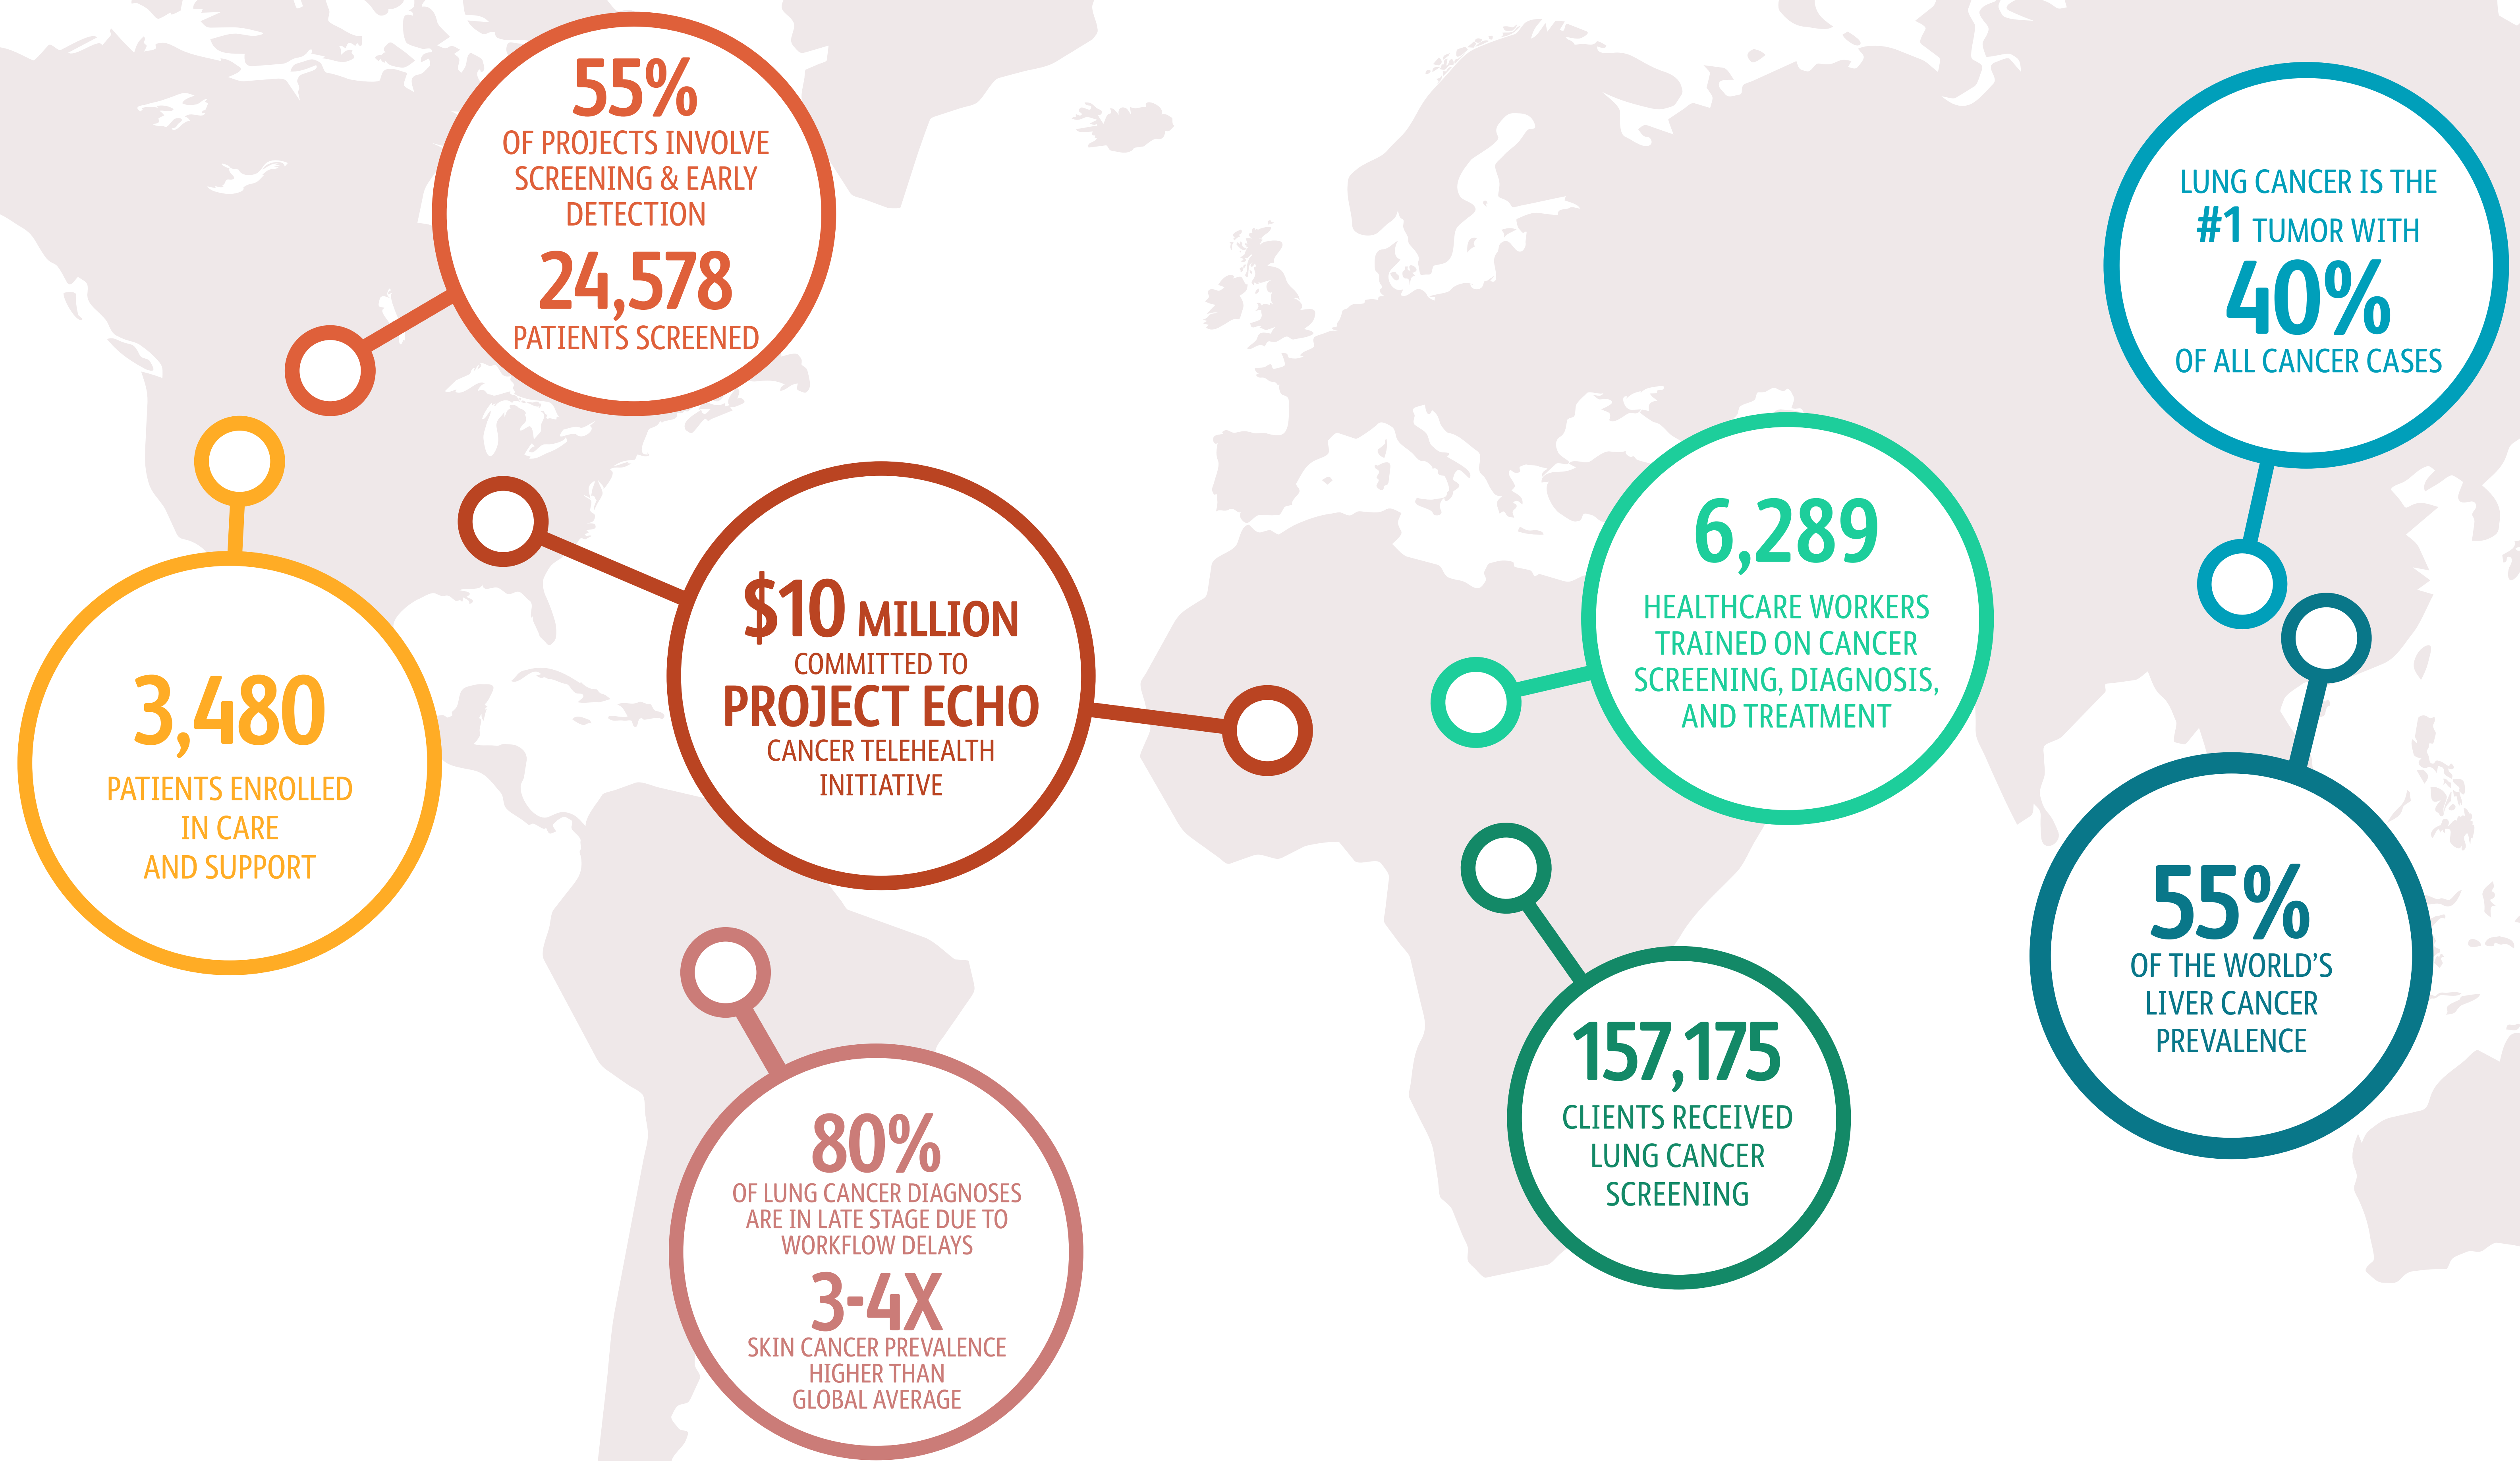 55%
OF PROJECTS INVOLVE
SCREENING & EARLY
DETECTION
24,578
PATIENTS SCREENED
3,480
PATIENTS ENROLLED
IN CARE
AND SUPPORT
$10 MILLION
COMMITTED TO
PROJECT ECHO
CANCER TELEHEALTH
INITIATIVE
80%
OF LUNG CANCER DIAGNOSES
ARE IN LATE STAGE DUE TO
WORKFLOW DELAYS
3-4X
SKIN CANCER PREVALENCE
HIGHER THAN
GLOBAL AVERAGE
6,289
HEALTHCARE WORKERS
TRAINED ON CANCER
SCREENING, DIAGNOSIS,
AND TREATMENT
157,175
CLIENTS RECEIVED
LUNG CANCER
SCREENING
LUNG CANCER IS THE
#1 TUMOR WITH
40%
OF ALL CANCER CASES
55%
OF THE WORLD’S
LIVER CANCER
PREVALENCE